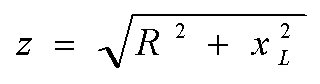 z = √(R² + x_L²)